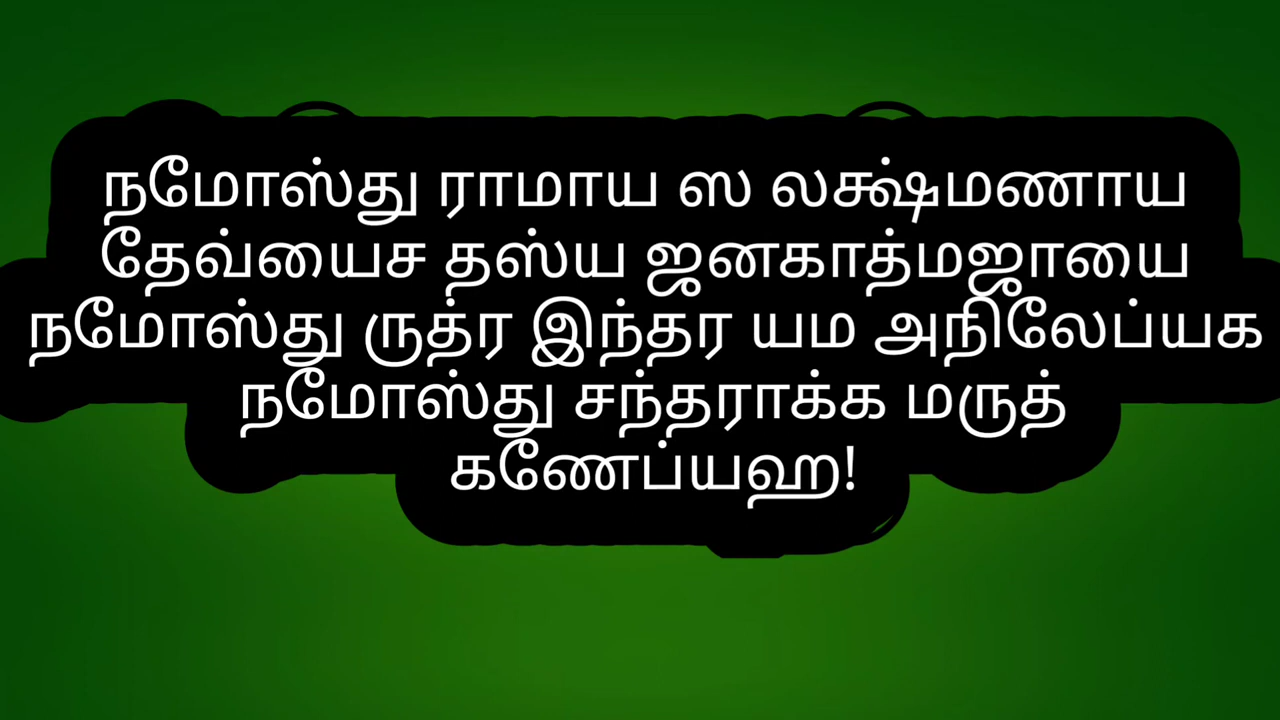 நமோஸ்து ராமாய ஸ லக்ஷ்மணாய
தேவ்யைச தஸ்ய ஜனகாத்மஜாயை
நமோஸ்து ருத்ர இந்தர யம அநிலேப்யக
நமோஸ்து சந்தராக்க மருத்
கணேப்யஹ!